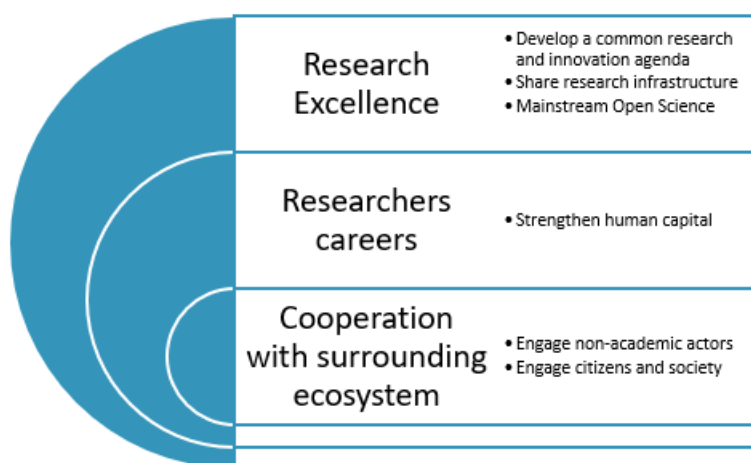 Research
Excellence
• Develop a common research
and innovation agenda
• Share research infrastructure
• Mainstream Open Science
Researchers
careers
• Strengthen human capital
Cooperation
with surrounding
ecosystem
• Engage non-academic actors
• Engage citizens and society